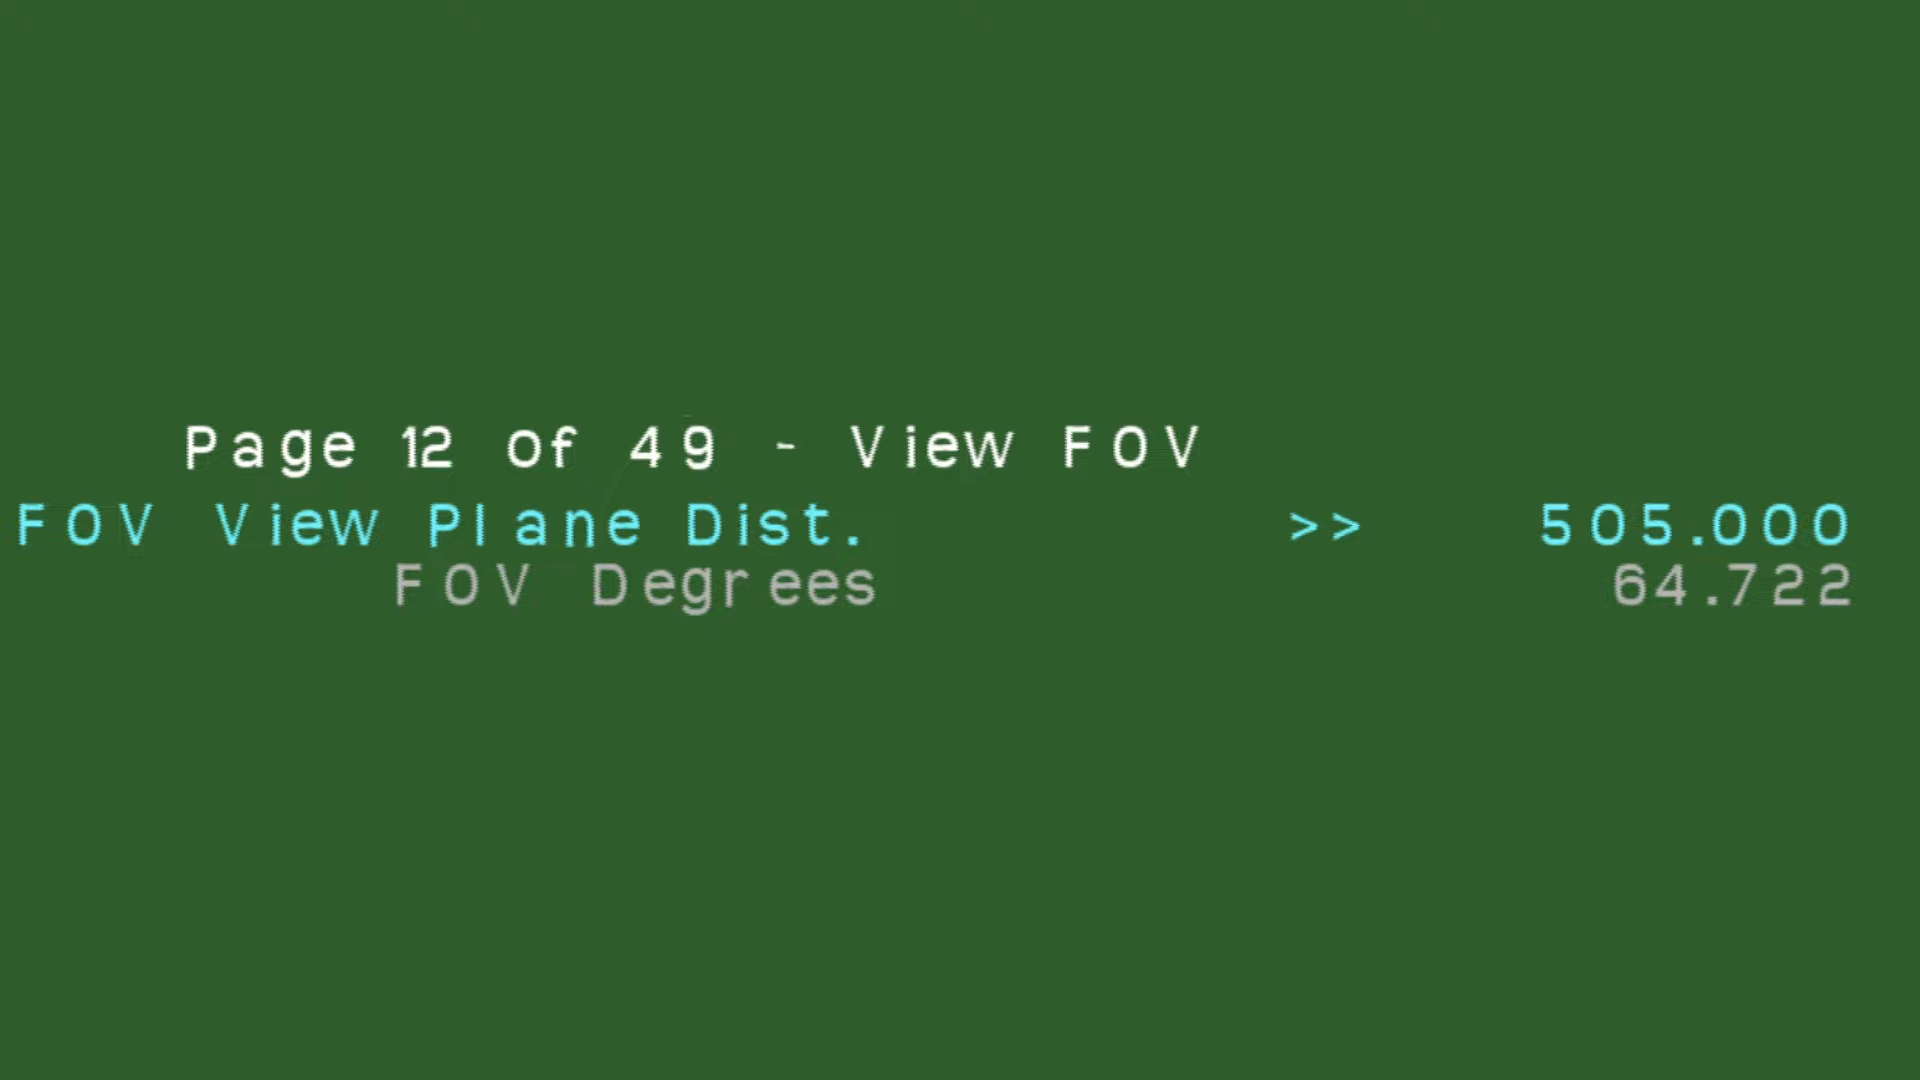 Page 12 of 49 - View FOV
FOV View Plane Dist. >> 505.000
FOV Degrees 64.722